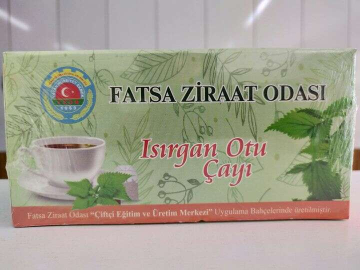 FATSA ZİRAAT ODASI
Isırgan Otu
Çayı
Fatsa Ziraat Odası "Çiftçi Eğitim ve Üretim Merkezi" Uygulama Bahçelerinde üretilmiştir.